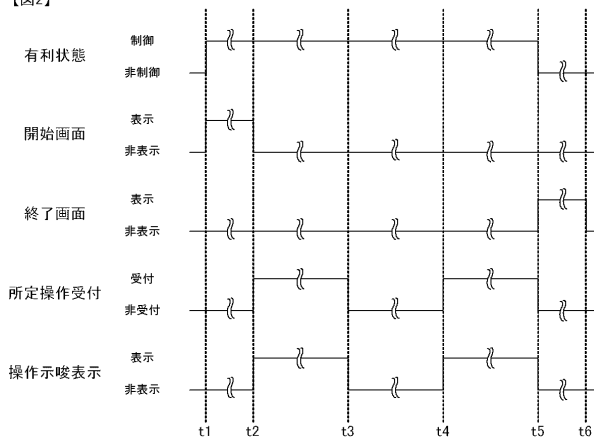 【図2】
有利状態
制御
非制御
開始画面
表示
非表示
終了画面
表示
非表示
所定操作受付
受付
非受付
操作示唆表示
表示
非表示
t1 t2 t3 t4 t5 t6